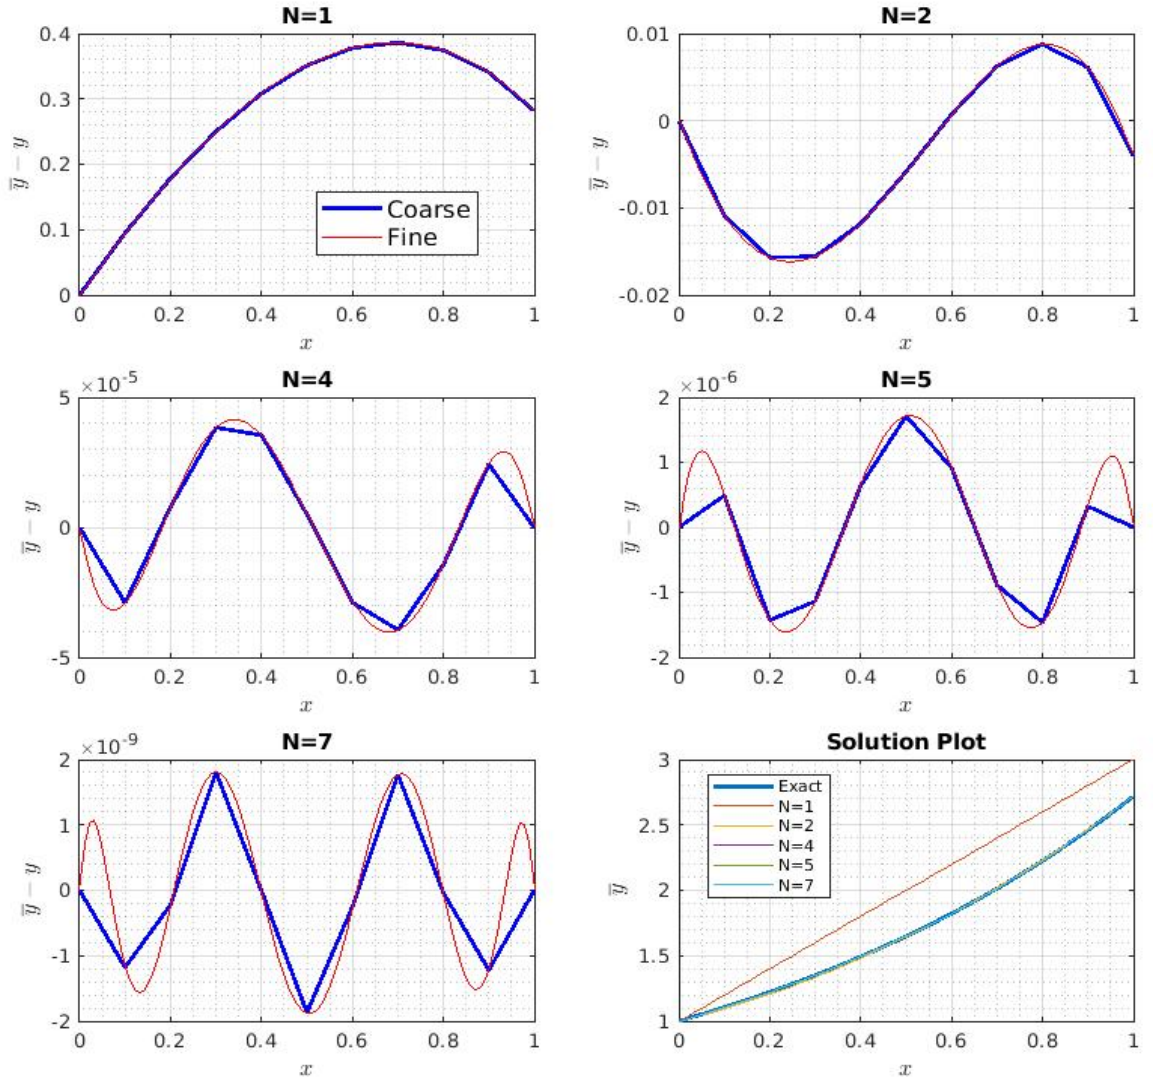 N=1
0.4
0.3
0.2
0.1
0
y̅ − y
Coarse
Fine
0 0.2 0.4 0.6 0.8 1
x
N=2
0.01
0
-0.01
-0.02
y̅ − y
0 0.2 0.4 0.6 0.8 1
x
×10⁻⁵
N=4
5
0
-5
y̅ − y
0 0.2 0.4 0.6 0.8 1
x
×10⁻⁶
N=5
2
1
0
-1
-2
y̅ − y
0 0.2 0.4 0.6 0.8 1
x
×10⁻⁹
N=7
2
1
0
-1
-2
y̅ − y
0 0.2 0.4 0.6 0.8 1
x
Solution Plot
3
2.5
2
1.5
1
y̅
Exact
N=1
N=2
N=4
N=5
N=7
0 0.2 0.4 0.6 0.8 1
x